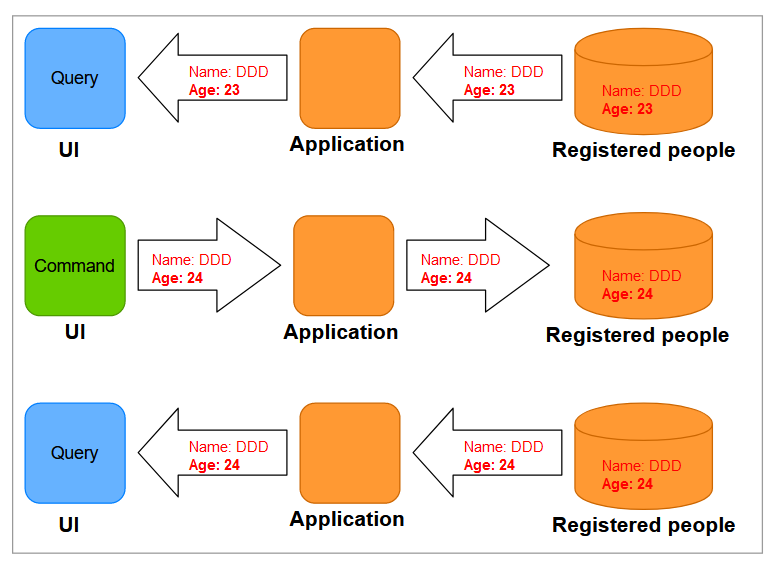 Query
Name: DDD
Age: 23
Name: DDD
Age: 23
Name: DDD
Age: 23
UI
Application
Registered people
Command
Name: DDD
Age: 24
Name: DDD
Age: 24
Name: DDD
Age: 24
UI
Application
Registered people
Query
Name: DDD
Age: 24
Name: DDD
Age: 24
Name: DDD
Age: 24
UI
Application
Registered people